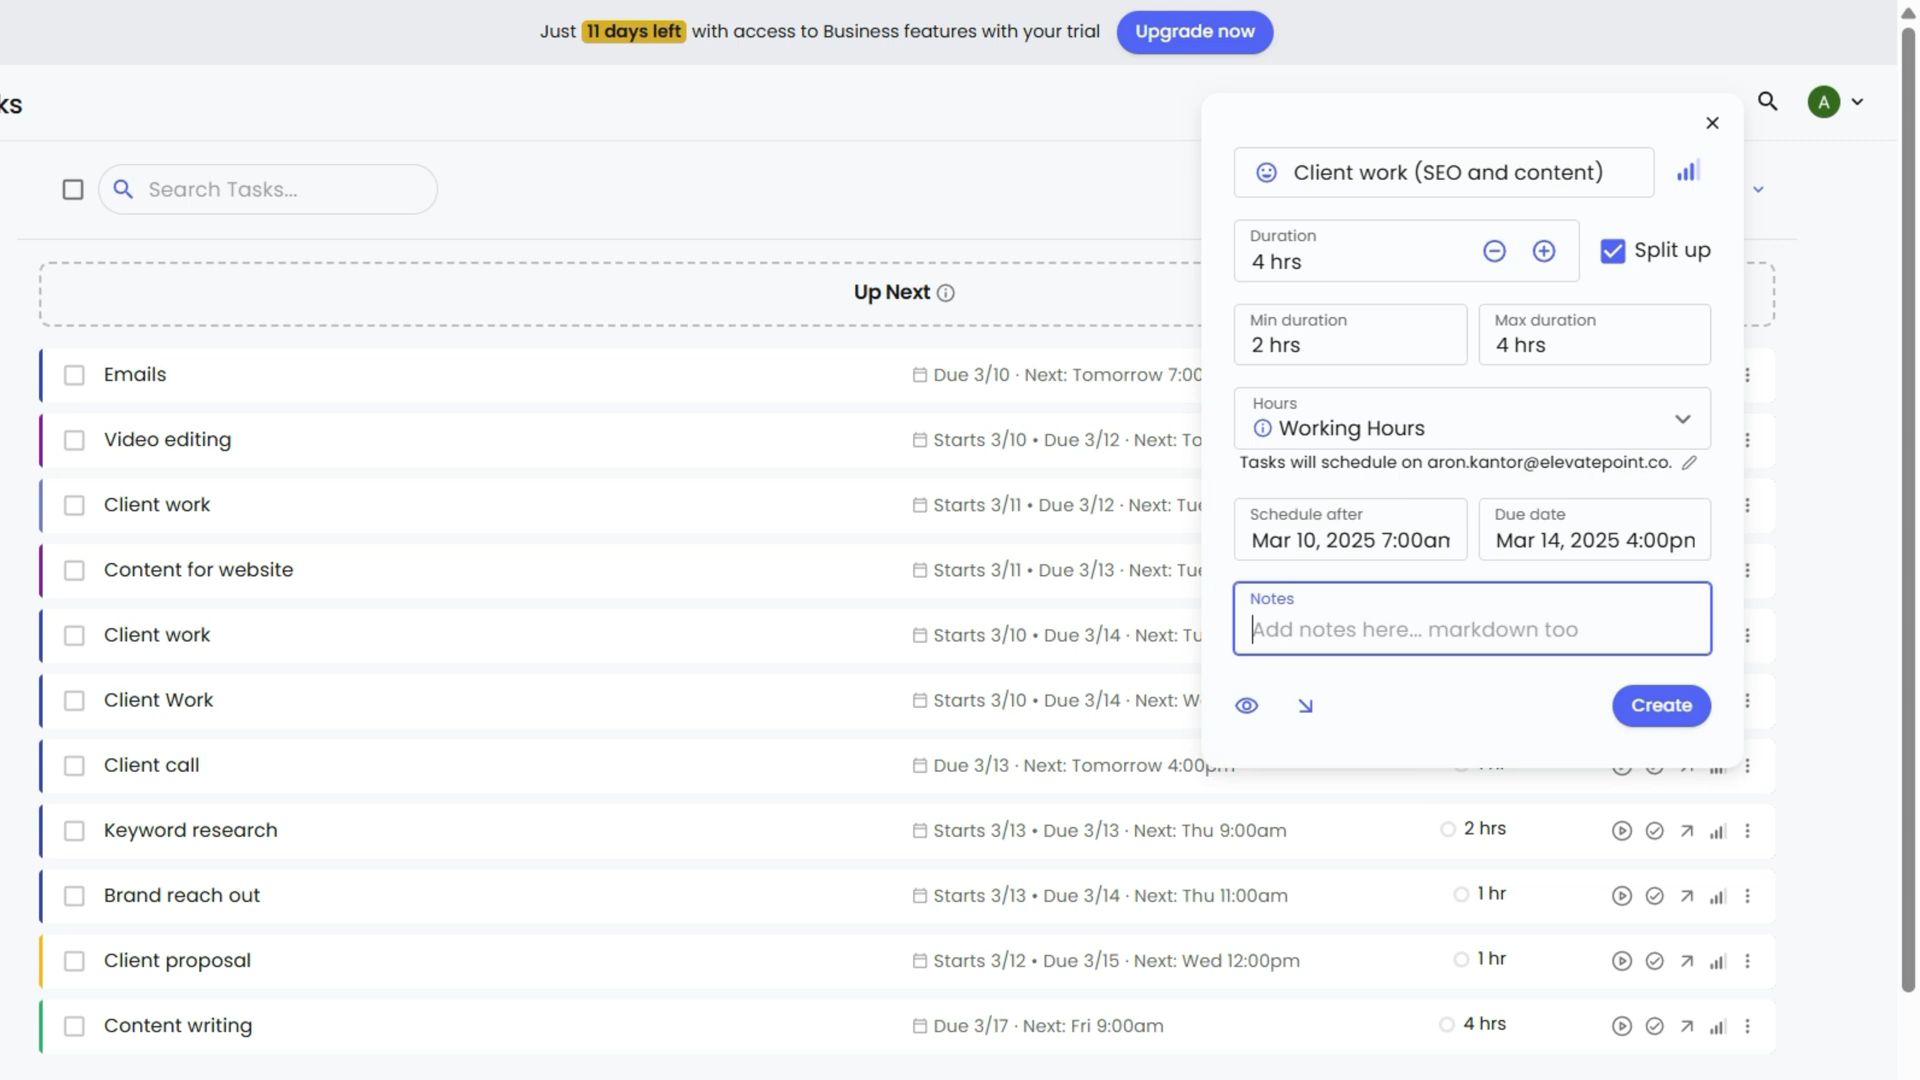 Just 11 days left with access to Business features with your trial Upgrade now
ks
A
Search Tasks...
Up Next
Emails
Due 3/10 · Next: Tomorrow 7:00
Video editing
Starts 3/10 • Due 3/12 · Next: To
Client work
Starts 3/11 • Due 3/12 · Next: Tue
Content for website
Starts 3/11 • Due 3/13 · Next: Tue
Client work
Starts 3/10 • Due 3/14 · Next: Tu
Client Work
Starts 3/10 • Due 3/14 · Next: W
Client call
Due 3/13 · Next: Tomorrow 4:00pm
Keyword research
Starts 3/13 • Due 3/13 · Next: Thu 9:00am
2 hrs
Brand reach out
Starts 3/13 • Due 3/14 · Next: Thu 11:00am
1 hr
Client proposal
Starts 3/12 • Due 3/15 · Next: Wed 12:00pm
1 hr
Content writing
Due 3/17 · Next: Fri 9:00am
4 hrs
Client work (SEO and content)
Duration
4 hrs
Split up
Min duration
2 hrs
Max duration
4 hrs
Hours
Working Hours
Tasks will schedule on aron.kantor@elevatepoint.co.
Schedule after
Mar 10, 2025 7:00am
Due date
Mar 14, 2025 4:00pm
Notes
Add notes here... markdown too
Create